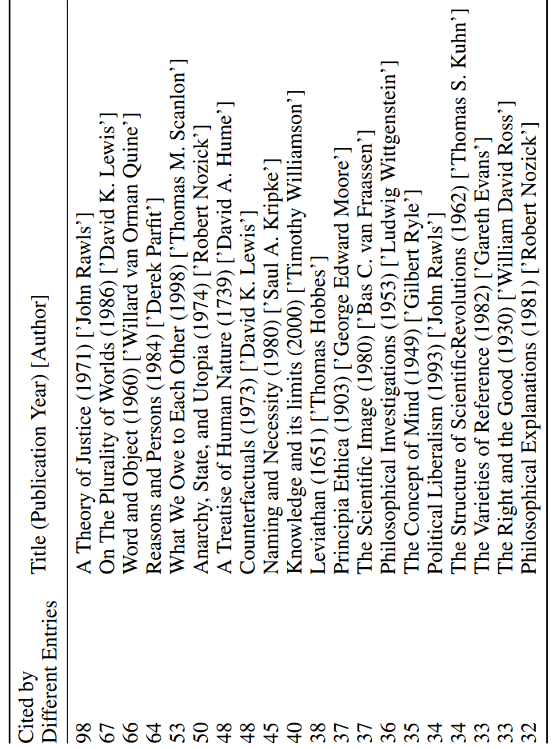 Cited by
Different Entries Title (Publication Year) [Author]
98 A Theory of Justice (1971) ['John Rawls']
67 On The Plurality of Worlds (1986) ['David K. Lewis']
66 Word and Object (1960) ['Willard van Orman Quine']
64 Reasons and Persons (1984) ['Derek Parfit']
53 What We Owe to Each Other (1998) ['Thomas M. Scanlon']
50 Anarchy, State, and Utopia (1974) ['Robert Nozick']
48 A Treatise of Human Nature (1739) ['David A. Hume']
48 Counterfactuals (1973) ['David K. Lewis']
45 Naming and Necessity (1980) ['Saul A. Kripke']
40 Knowledge and its limits (2000) ['Timothy Williamson']
38 Leviathan ((1651) ['Thomas Hobbes']
37 Principia Ethica (1903) ['George Edward Moore']
37 The Scientific Image (1980) ['Bas C. van Fraassen']
36 Philosophical Investigations (1953) ['Ludwig Wittgenstein']
35 The Concept of Mind (1949) ['Gilbert Ryle']
34 Political Liberalism (1993) ['John Rawls']
34 The Structure of ScientificRevolutions (1962) ['Thomas S. Kuhn']
33 The Varieties of Reference (1982) ['Gareth Evans']
33 The Right and the Good (1930) ['William David Ross']
32 Philosophical Explanations (1981) ['Robert Nozick']